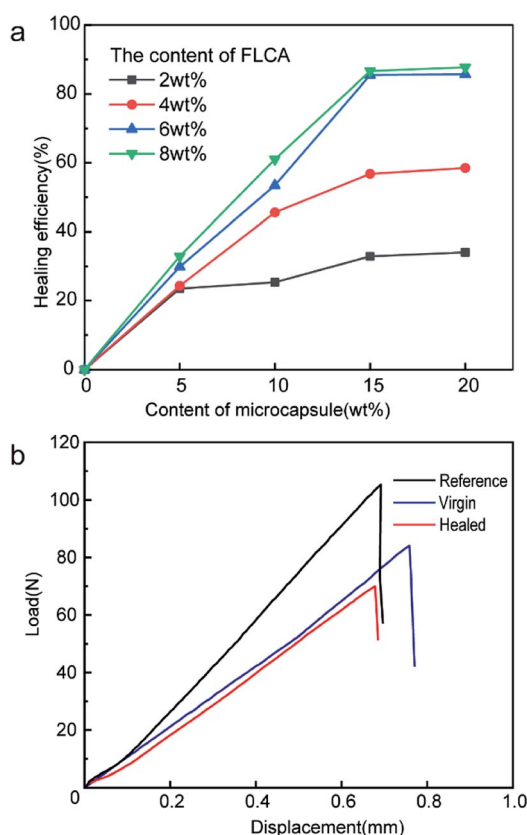 a
100
80
60
40
20
0
Healing efficiency(%)
The content of FLCA
2wt%
4wt%
6wt%
8wt%
0 5 10 15 20
Content of microcapsule(wt%)
b
120
100
80
60
40
20
0
Load(N)
Reference
Virgin
Healed
0.2 0.4 0.6 0.8 1.0
Displacement(mm)